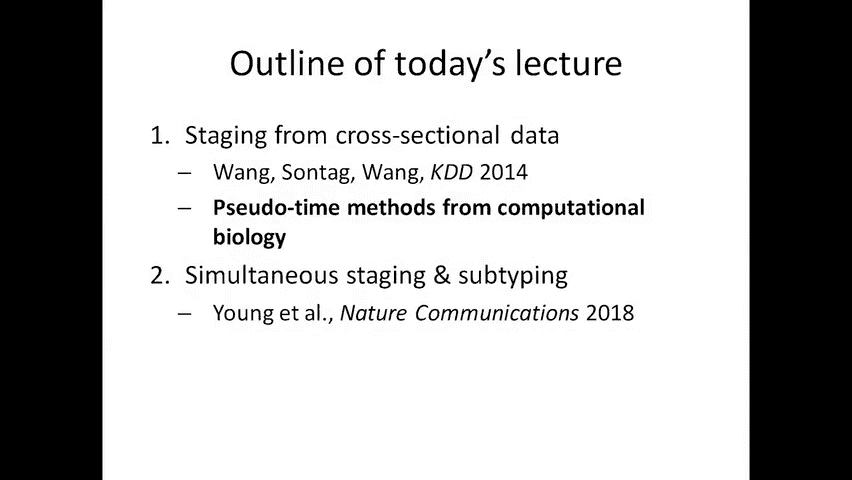 Outline of today’s lecture
1. Staging from cross-sectional data
– Wang, Sontag, Wang, KDD 2014
– Pseudo-time methods from computational
biology
2. Simultaneous staging & subtyping
– Young et al., Nature Communications 2018